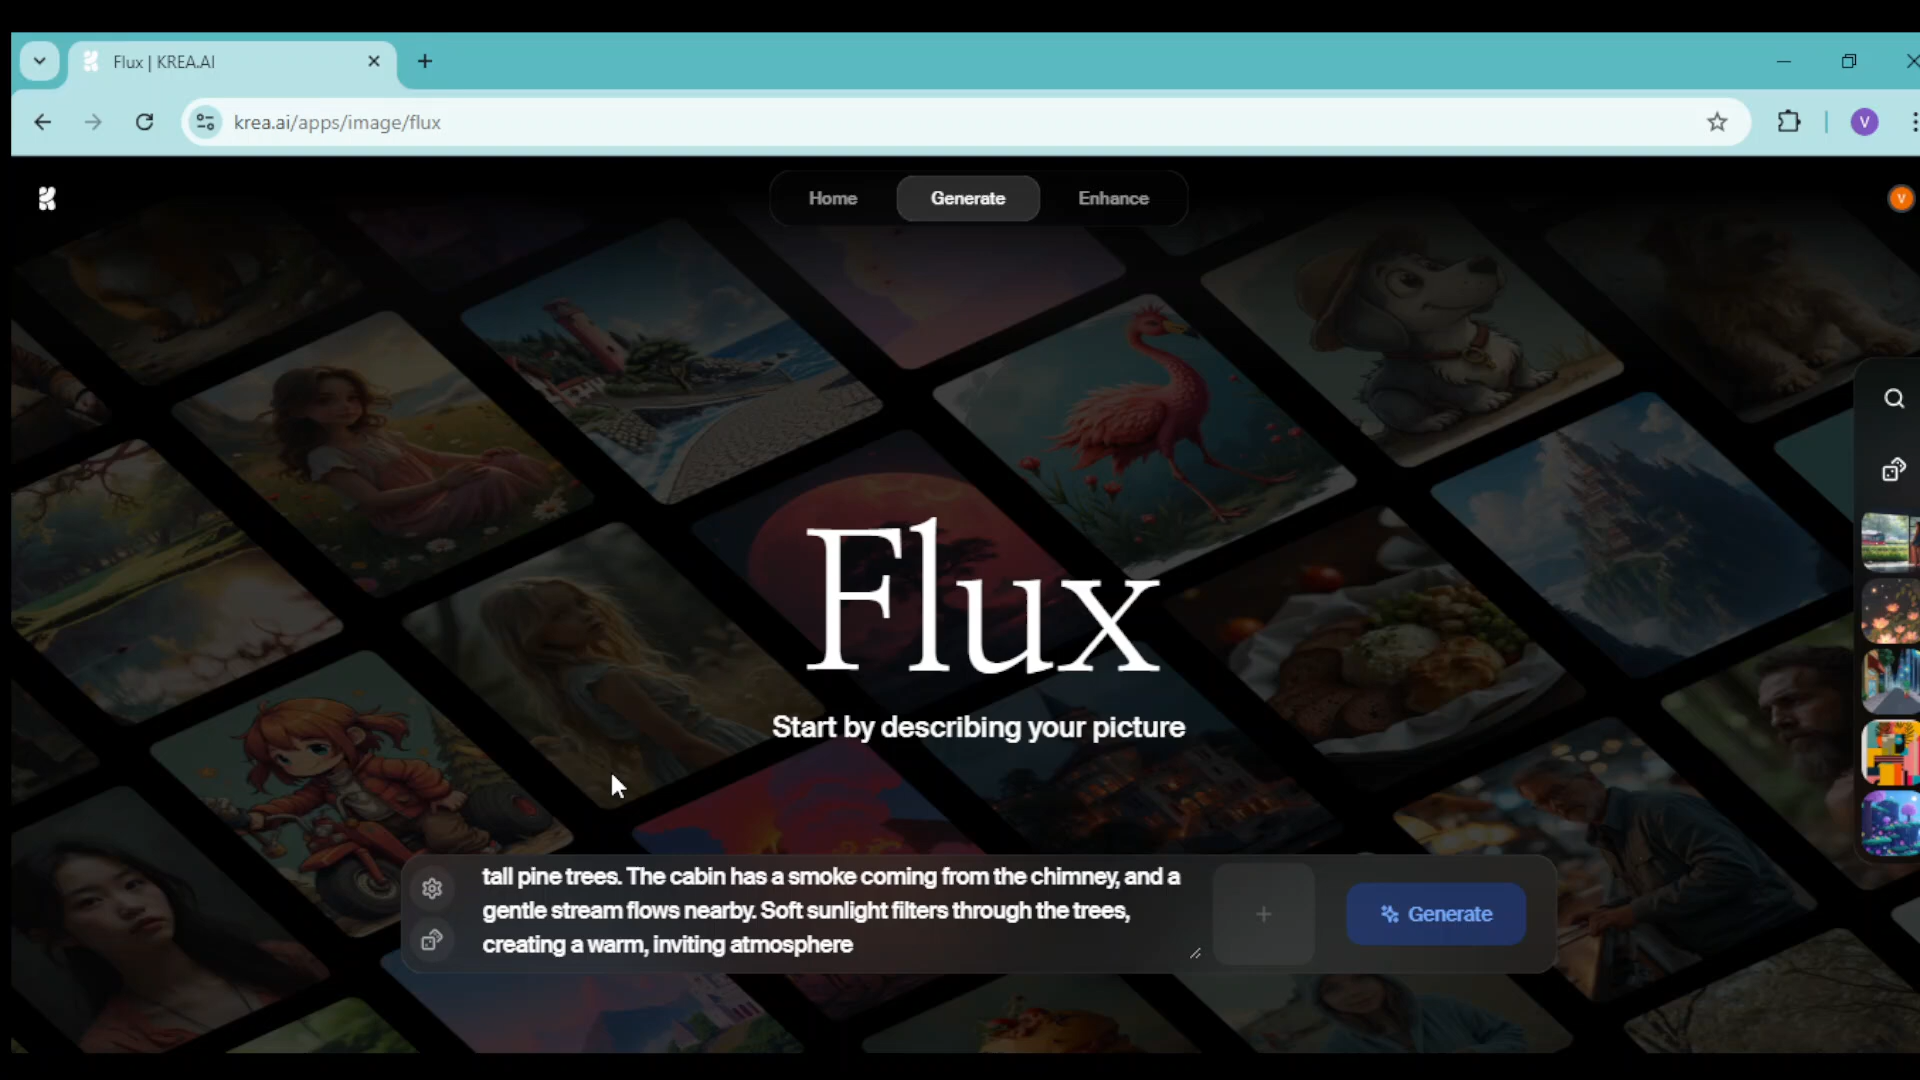 Flux | KREA.AI
krea.ai/apps/image/flux
V
Home
Generate
Enhance
V
Flux
Start by describing your picture
tall pine trees. The cabin has a smoke coming from the chimney, and a
gentle stream flows nearby. Soft sunlight filters through the trees,
creating a warm, inviting atmosphere
Generate